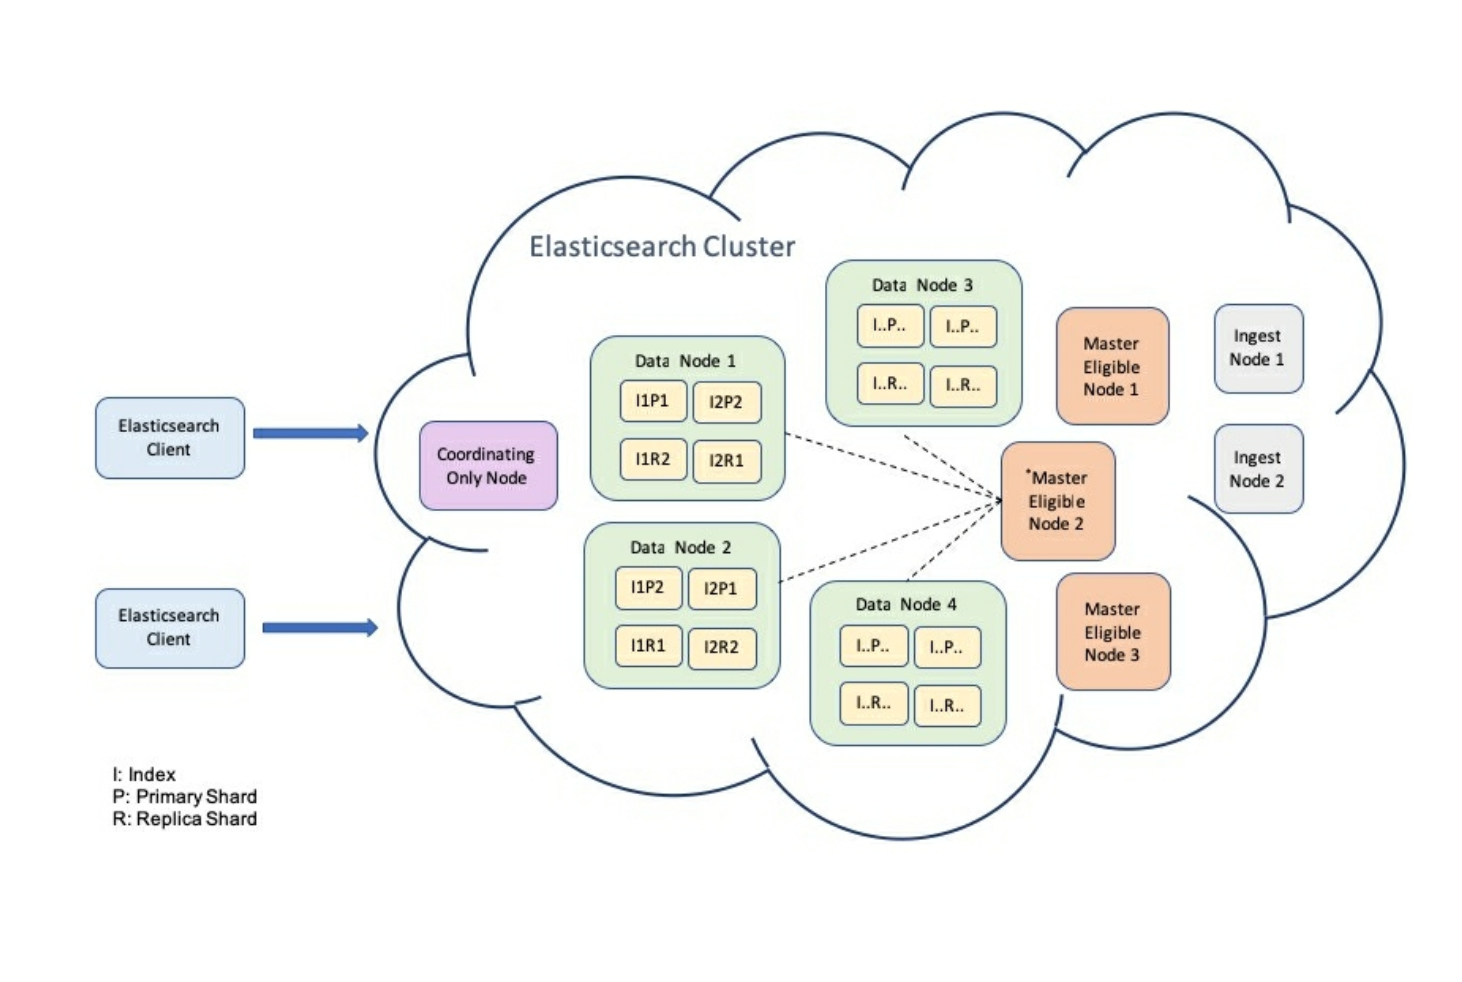 Elasticsearch Cluster
Elasticsearch
Client
Elasticsearch
Client
Coordinating
Only Node
Data Node 1
I1P1 I2P2
I1R2 I2R1
Data Node 2
I1P2 I2P1
I1R1 I2R2
Data Node 3
I..P.. I..P..
I..R.. I..R..
Data Node 4
I..P.. I..P..
I..R.. I..R..
Master
Eligible
Node 1
*Master
Eligible
Node 2
Master
Eligible
Node 3
Ingest
Node 1
Ingest
Node 2
I: Index
P: Primary Shard
R: Replica Shard